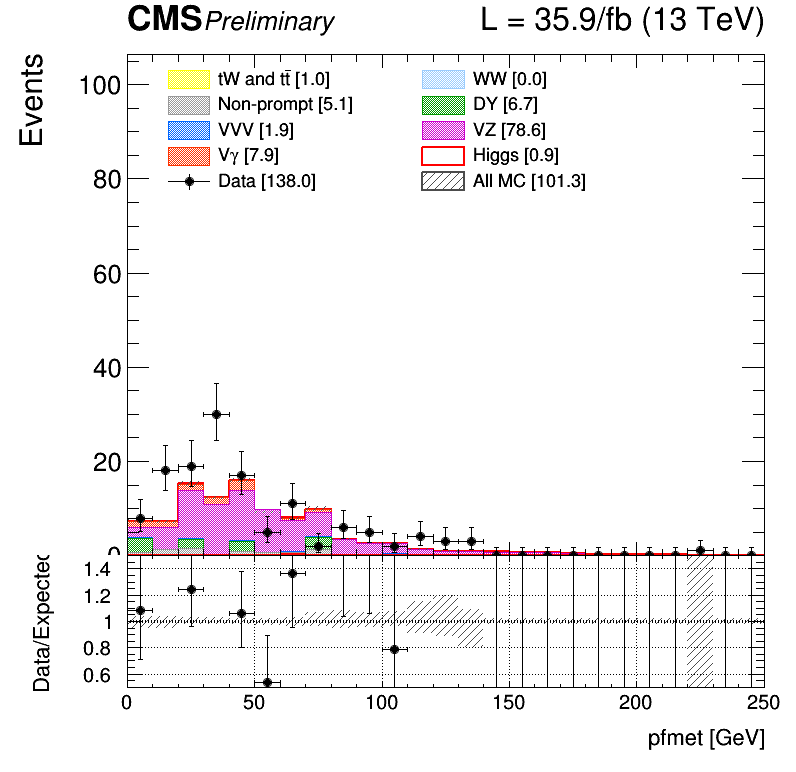 CMS Preliminary L = 35.9/fb (13 TeV)
Events
100
80
60
40
20
0
tW and tt̄ [1.0]
WW [0.0]
Non-prompt [5.1]
DY [6.7]
VVV [1.9]
VZ [78.6]
Vγ [7.9]
Higgs [0.9]
Data [138.0]
All MC [101.3]
Data/Expected
1.4
1.2
1
0.8
0.6
0 50 100 150 200 250
pfmet [GeV]